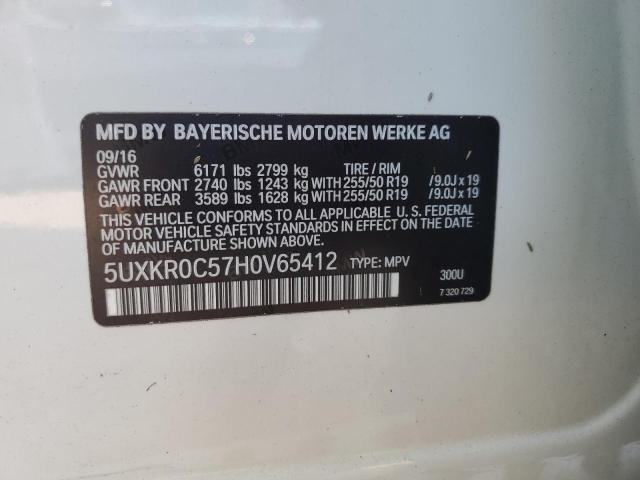 MFD BY BAYERISCHE MOTOREN WERKE AG
09/16
GVWR 6171 lbs 2799 kg TIRE / RIM
GAWR FRONT 2740 lbs 1243 kg WITH 255/50 R19 /9.0J x 19
GAWR REAR 3589 lbs 1628 kg WITH 255/50 R19 /9.0J x 19
THIS VEHICLE CONFORMS TO ALL APPLICABLE U. S. FEDERAL
MOTOR VEHICLE SAFETY STANDARDS IN EFFECT ON THE DATE
OF MANUFACTURE SHOWN ABOVE.
5UXKR0C57H0V65412 TYPE: MPV 300U
7 320 729